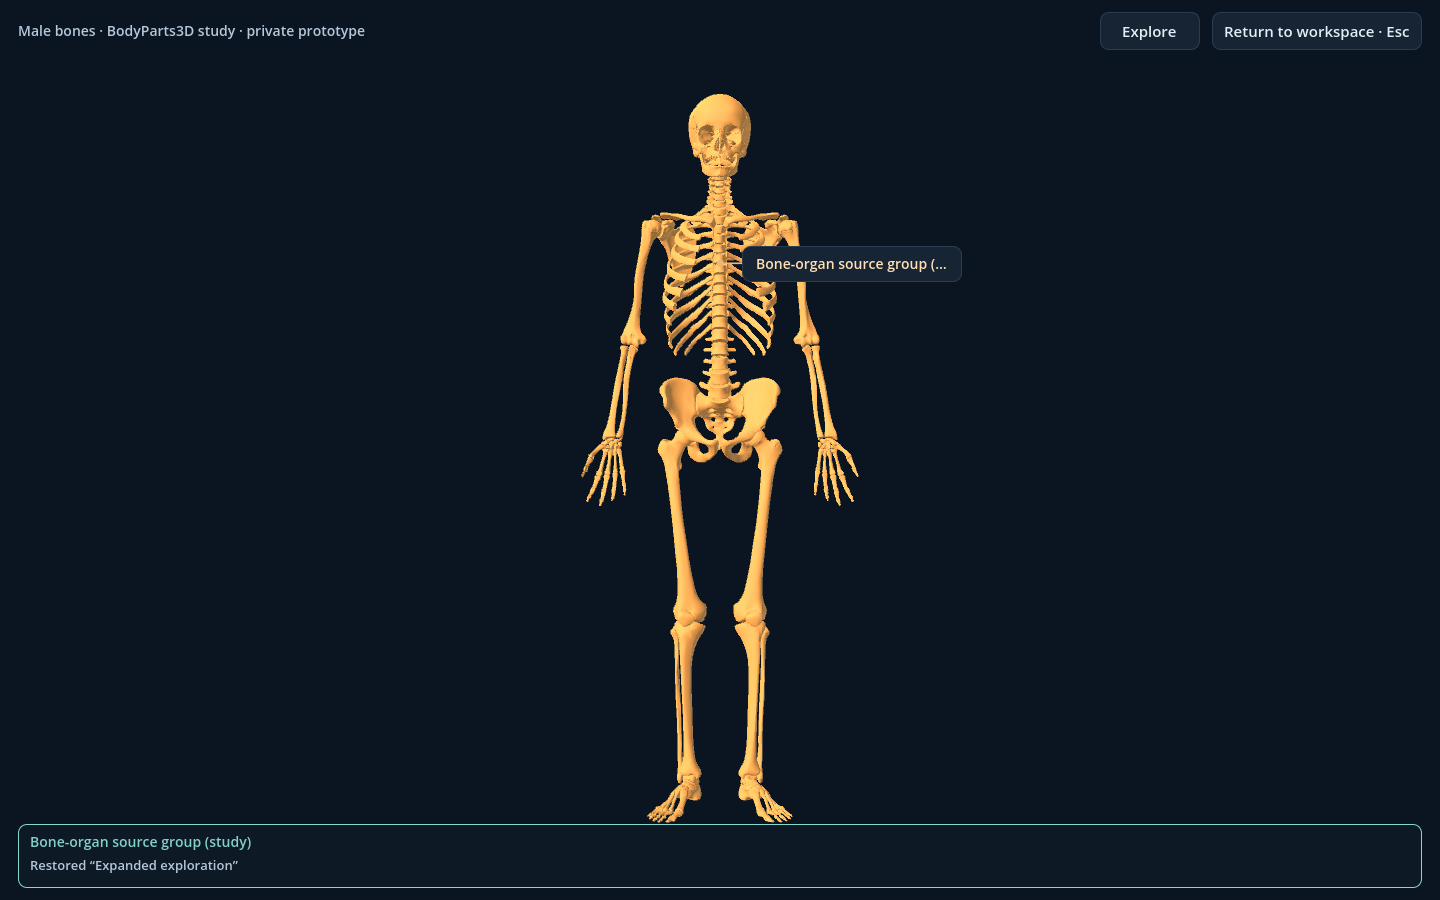 Male bones · BodyParts3D study · private prototype
Explore
Return to workspace · Esc
Bone-organ source group (...
Bone-organ source group (study)
Restored “Expanded exploration”